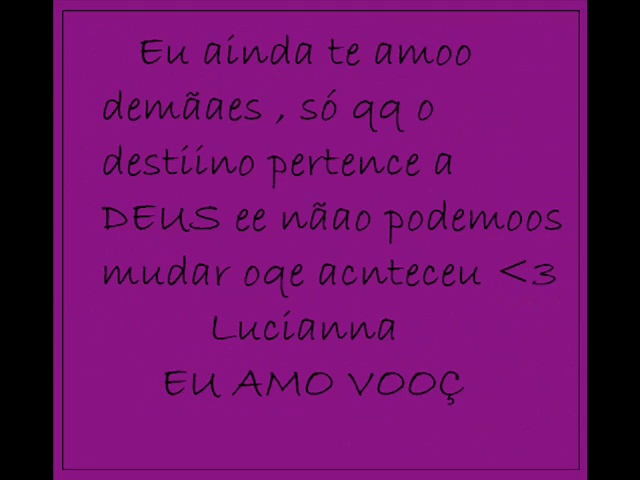 Eu ainda te amoo
demãaes , só qq o
destiino pertence a
DEUS ee nãao podemoos
mudar oqe acnteceu <3
Lucianna
EU AMO VOOÇ